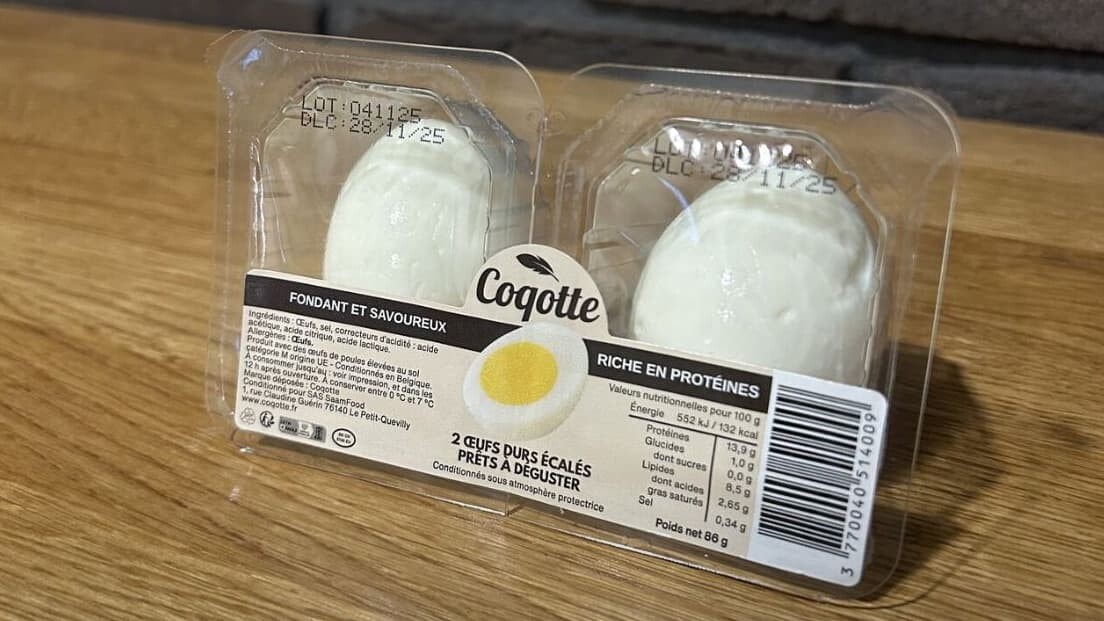 LOT:041125
DLC:28/11/25
DLC:28/11/25
Coqotte
FONDANT ET SAVOUREUX
Ingrédients : Œufs, sel, correcteurs d'acidité : acide
acétique, acide citrique, acide lactique.
Allergènes : Œufs.
Produit avec des œufs de poules élevées au sol
catégorie M origine UE - Conditionnés en Belgique.
À consommer jusqu'au : voir impression, et dans les
12 h après ouverture. À conserver entre 0 °C et 7 °C
Marque déposée : Coqotte
Conditionné pour SAS SaamFood
1, rue Claudine Guérin 76140 Le Petit-Quevilly
www.coqotte.fr
2 ŒUFS DURS ÉCALÉS
PRÊTS À DÉGUSTER
Conditionnés sous atmosphère protectrice
RICHE EN PROTÉINES
Valeurs nutritionnelles pour 100 g
Énergie 552 kJ / 132 kcal
Protéines 13,9 g
Glucides 1,0 g
dont sucres 0,0 g
Lipides 8,5 g
dont acides
gras saturés 2,65 g
Sel 0,34 g
Poids net 86 g
3 770040 514009